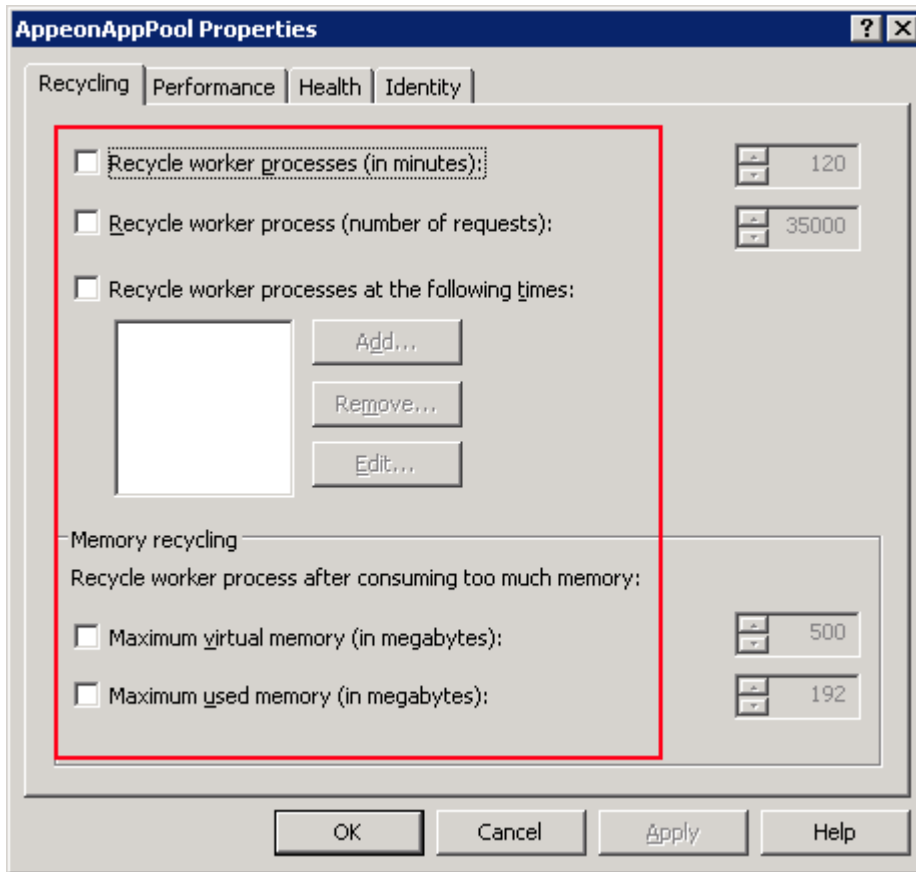 AppeonAppPool Properties
Recycling Performance Health Identity
Recycle worker processes (in minutes): 120
Recycle worker process (number of requests): 35000
Recycle worker processes at the following times:
Add...
Remove...
Edit...
Memory recycling
Recycle worker process after consuming too much memory:
Maximum virtual memory (in megabytes): 500
Maximum used memory (in megabytes): 192
OK Cancel Apply Help